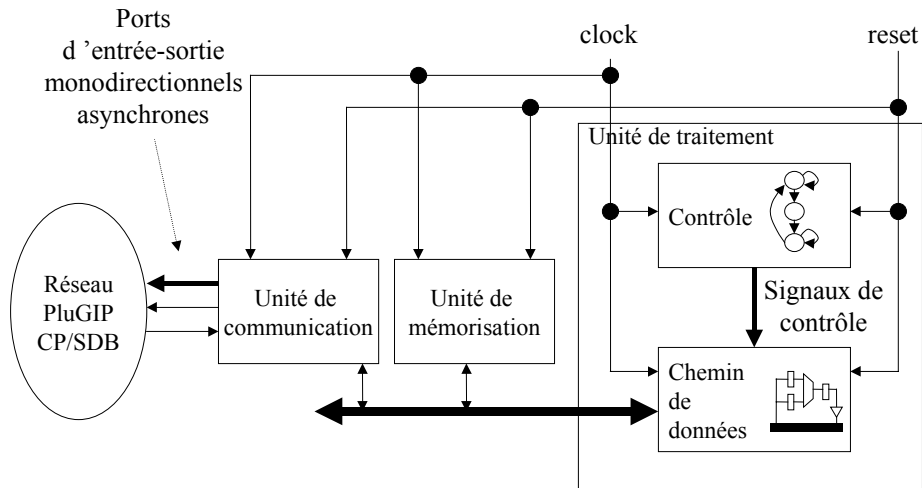 Ports
d ’entrée-sortie
monodirectionnels
asynchrones
clock
reset
Unité de traitement
Contrôle
Réseau
PluGIP
CP/SDB
Unité de
communication
Unité de
mémorisation
Signaux de
contrôle
Chemin
de
données